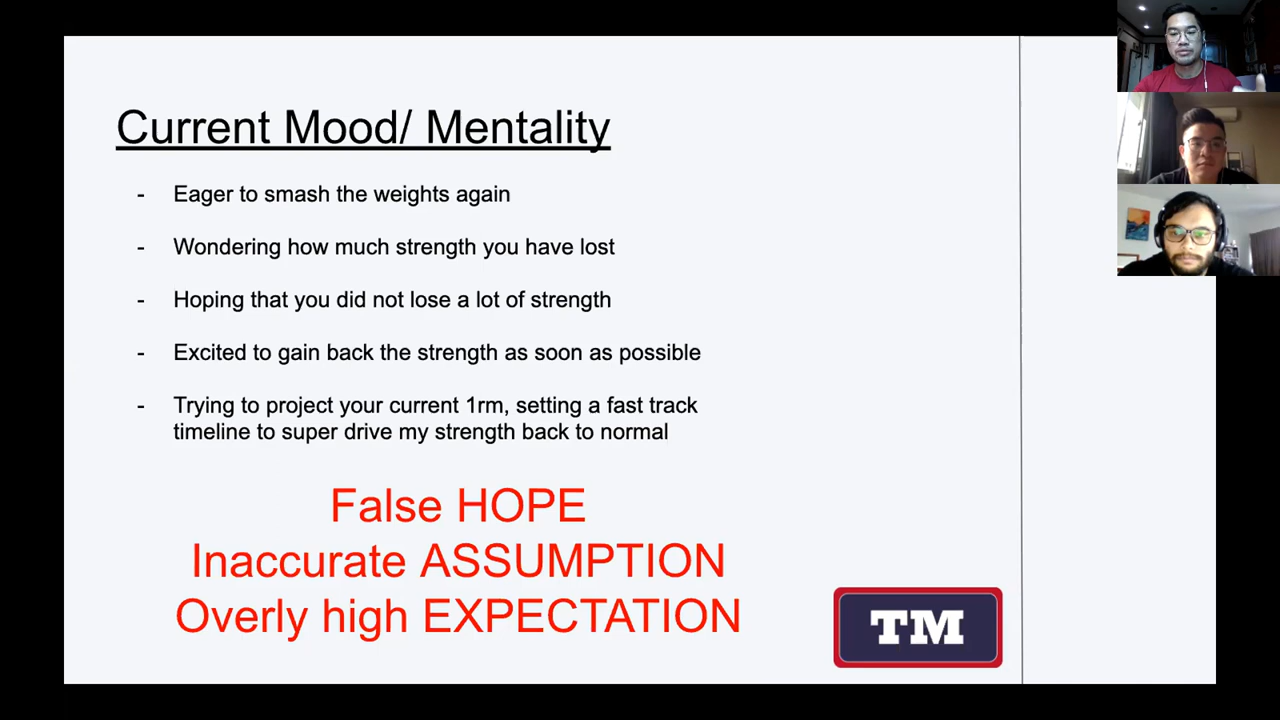 Current Mood/ Mentality
- Eager to smash the weights again
- Wondering how much strength you have lost
- Hoping that you did not lose a lot of strength
- Excited to gain back the strength as soon as possible
- Trying to project your current 1rm, setting a fast track
timeline to super drive my strength back to normal
False HOPE
Inaccurate ASSUMPTION
Overly high EXPECTATION
TM